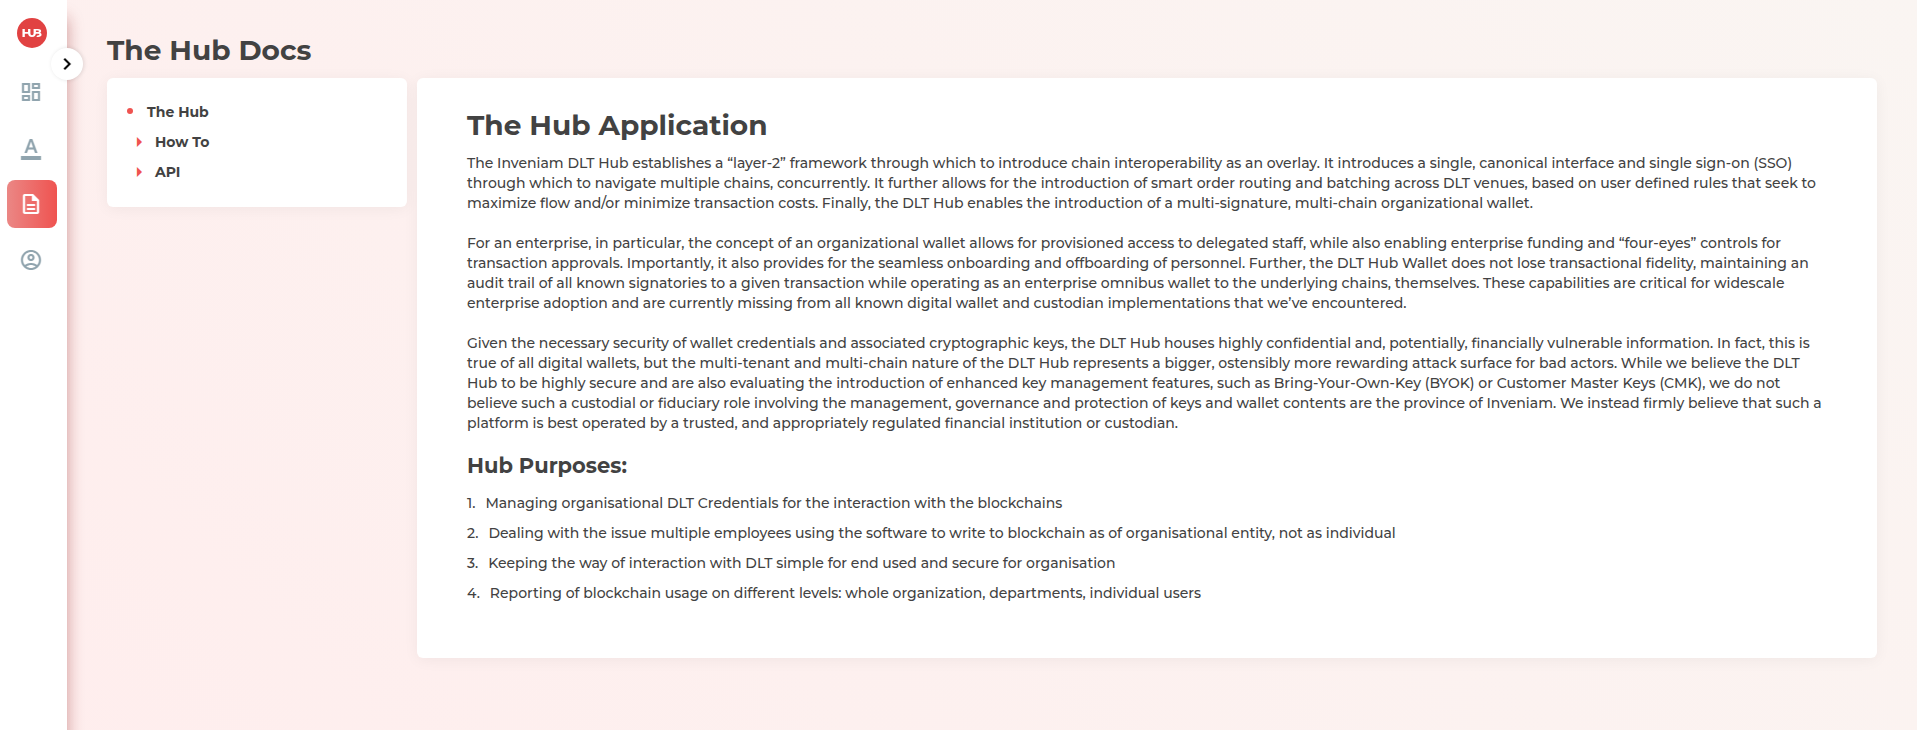 HUB
The Hub Docs
The Hub
How To
API
A
The Hub Application
The Inveniam DLT Hub establishes a “layer-2” framework through which to introduce chain interoperability as an overlay. It introduces a single, canonical interface and single sign-on (SSO)
through which to navigate multiple chains, concurrently. It further allows for the introduction of smart order routing and batching across DLT venues, based on user defined rules that seek to
maximize flow and/or minimize transaction costs. Finally, the DLT Hub enables the introduction of a multi-signature, multi-chain organizational wallet.
For an enterprise, in particular, the concept of an organizational wallet allows for provisioned access to delegated staff, while also enabling enterprise funding and “four-eyes” controls for
transaction approvals. Importantly, it also provides for the seamless onboarding and offboarding of personnel. Further, the DLT Hub Wallet does not lose transactional fidelity, maintaining an
audit trail of all known signatories to a given transaction while operating as an enterprise omnibus wallet to the underlying chains, themselves. These capabilities are critical for widescale
enterprise adoption and are currently missing from all known digital wallet and custodian implementations that we’ve encountered.
Given the necessary security of wallet credentials and associated cryptographic keys, the DLT Hub houses highly confidential and, potentially, financially vulnerable information. In fact, this is
true of all digital wallets, but the multi-tenant and multi-chain nature of the DLT Hub represents a bigger, ostensibly more rewarding attack surface for bad actors. While we believe the DLT
Hub to be highly secure and are also evaluating the introduction of enhanced key management features, such as Bring-Your-Own-Key (BYOK) or Customer Master Keys (CMK), we do not
believe such a custodial or fiduciary role involving the management, governance and protection of keys and wallet contents are the province of Inveniam. We instead firmly believe that such a
platform is best operated by a trusted, and appropriately regulated financial institution or custodian.
Hub Purposes:
1. Managing organisational DLT Credentials for the interaction with the blockchains
2. Dealing with the issue multiple employees using the software to write to blockchain as of organisational entity, not as individual
3. Keeping the way of interaction with DLT simple for end used and secure for organisation
4. Reporting of blockchain usage on different levels: whole organization, departments, individual users